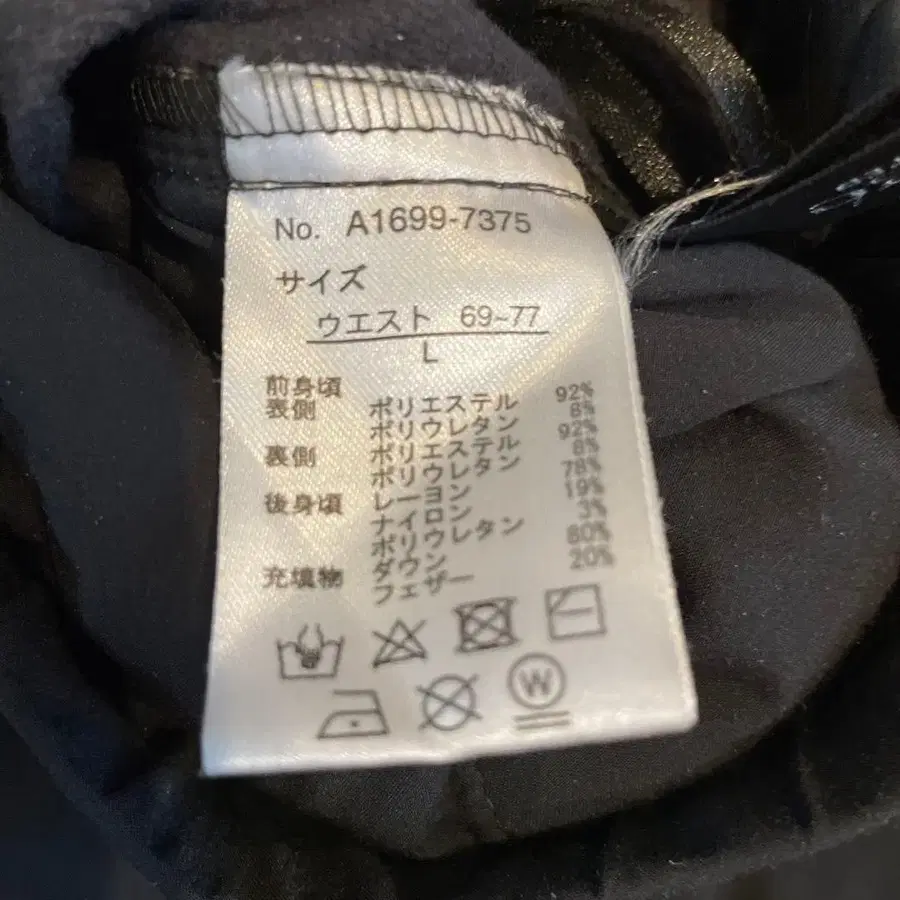 No. A1699-7375
サイズ
ウエスト 69-77
L
前身頃
表側 ポリエステル 92%
ポリウレタン 8%
裏側 ポリエステル 92%
ポリウレタン 8%
後身頃 レーヨン 78%
ナイロン 19%
ポリウレタン 3%
充填物 ダウン 80%
フェザー 20%
W